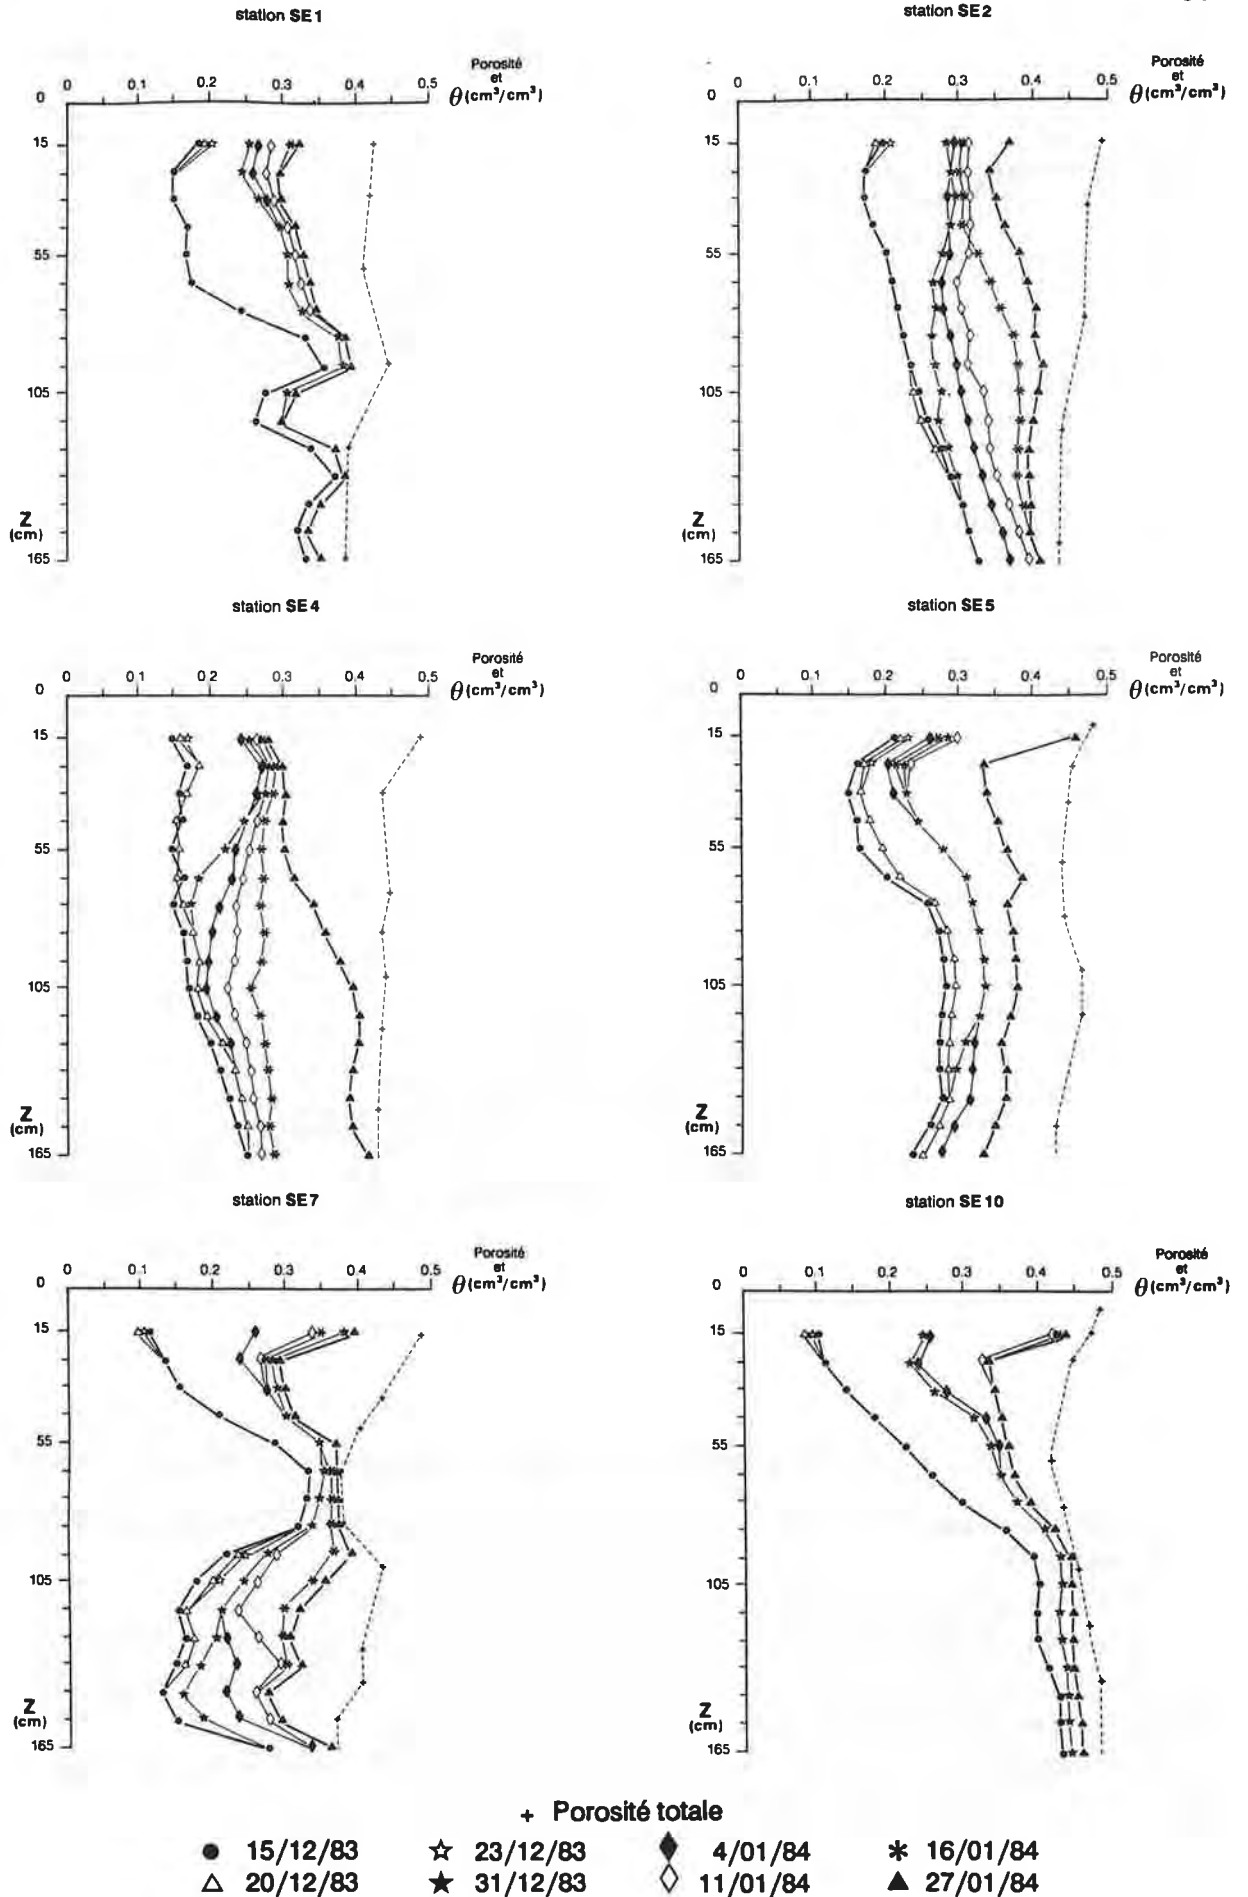 station SE1
Porosité
et
θ(cm³/cm³)
0 0.1 0.2 0.3 0.4 0.5
0
15
55
105
165
Z
(cm)
station SE2
Porosité
et
θ(cm³/cm³)
0 0.1 0.2 0.3 0.4 0.5
0
15
55
105
165
Z
(cm)
station SE4
Porosité
et
θ(cm³/cm³)
0 0.1 0.2 0.3 0.4 0.5
0
15
55
105
165
Z
(cm)
station SE5
Porosité
et
θ(cm³/cm³)
0 0.1 0.2 0.3 0.4 0.5
0
15
55
105
165
Z
(cm)
station SE7
Porosité
et
θ(cm³/cm³)
0 0.1 0.2 0.3 0.4 0.5
0
15
55
105
165
Z
(cm)
station SE10
Porosité
et
θ(cm³/cm³)
0 0.1 0.2 0.3 0.4 0.5
0
15
55
105
165
Z
(cm)
+ Porosité totale
● 15/12/83 ☆ 23/12/83 ♦ 4/01/84 * 16/01/84
△ 20/12/83 ★ 31/12/83 ◊ 11/01/84 ▲ 27/01/84